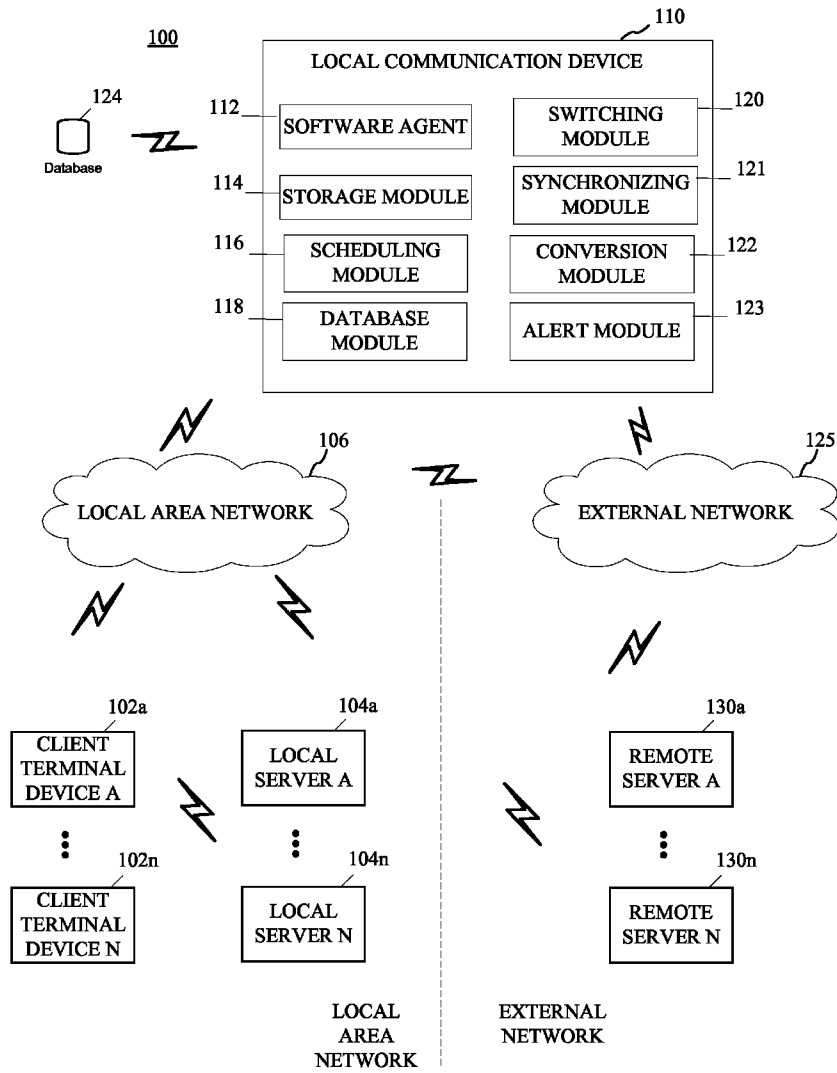 100
110
LOCAL COMMUNICATION DEVICE
124
Database
112
SOFTWARE AGENT
120
SWITCHING
MODULE
114
STORAGE MODULE
121
SYNCHRONIZING
MODULE
116
SCHEDULING
MODULE
122
CONVERSION
MODULE
118
DATABASE
MODULE
123
ALERT MODULE
106
LOCAL AREA NETWORK
125
EXTERNAL NETWORK
102a
CLIENT
TERMINAL
DEVICE A
104a
LOCAL
SERVER A
130a
REMOTE
SERVER A
102n
CLIENT
TERMINAL
DEVICE N
104n
LOCAL
SERVER N
130n
REMOTE
SERVER N
LOCAL
AREA
NETWORK
EXTERNAL
NETWORK